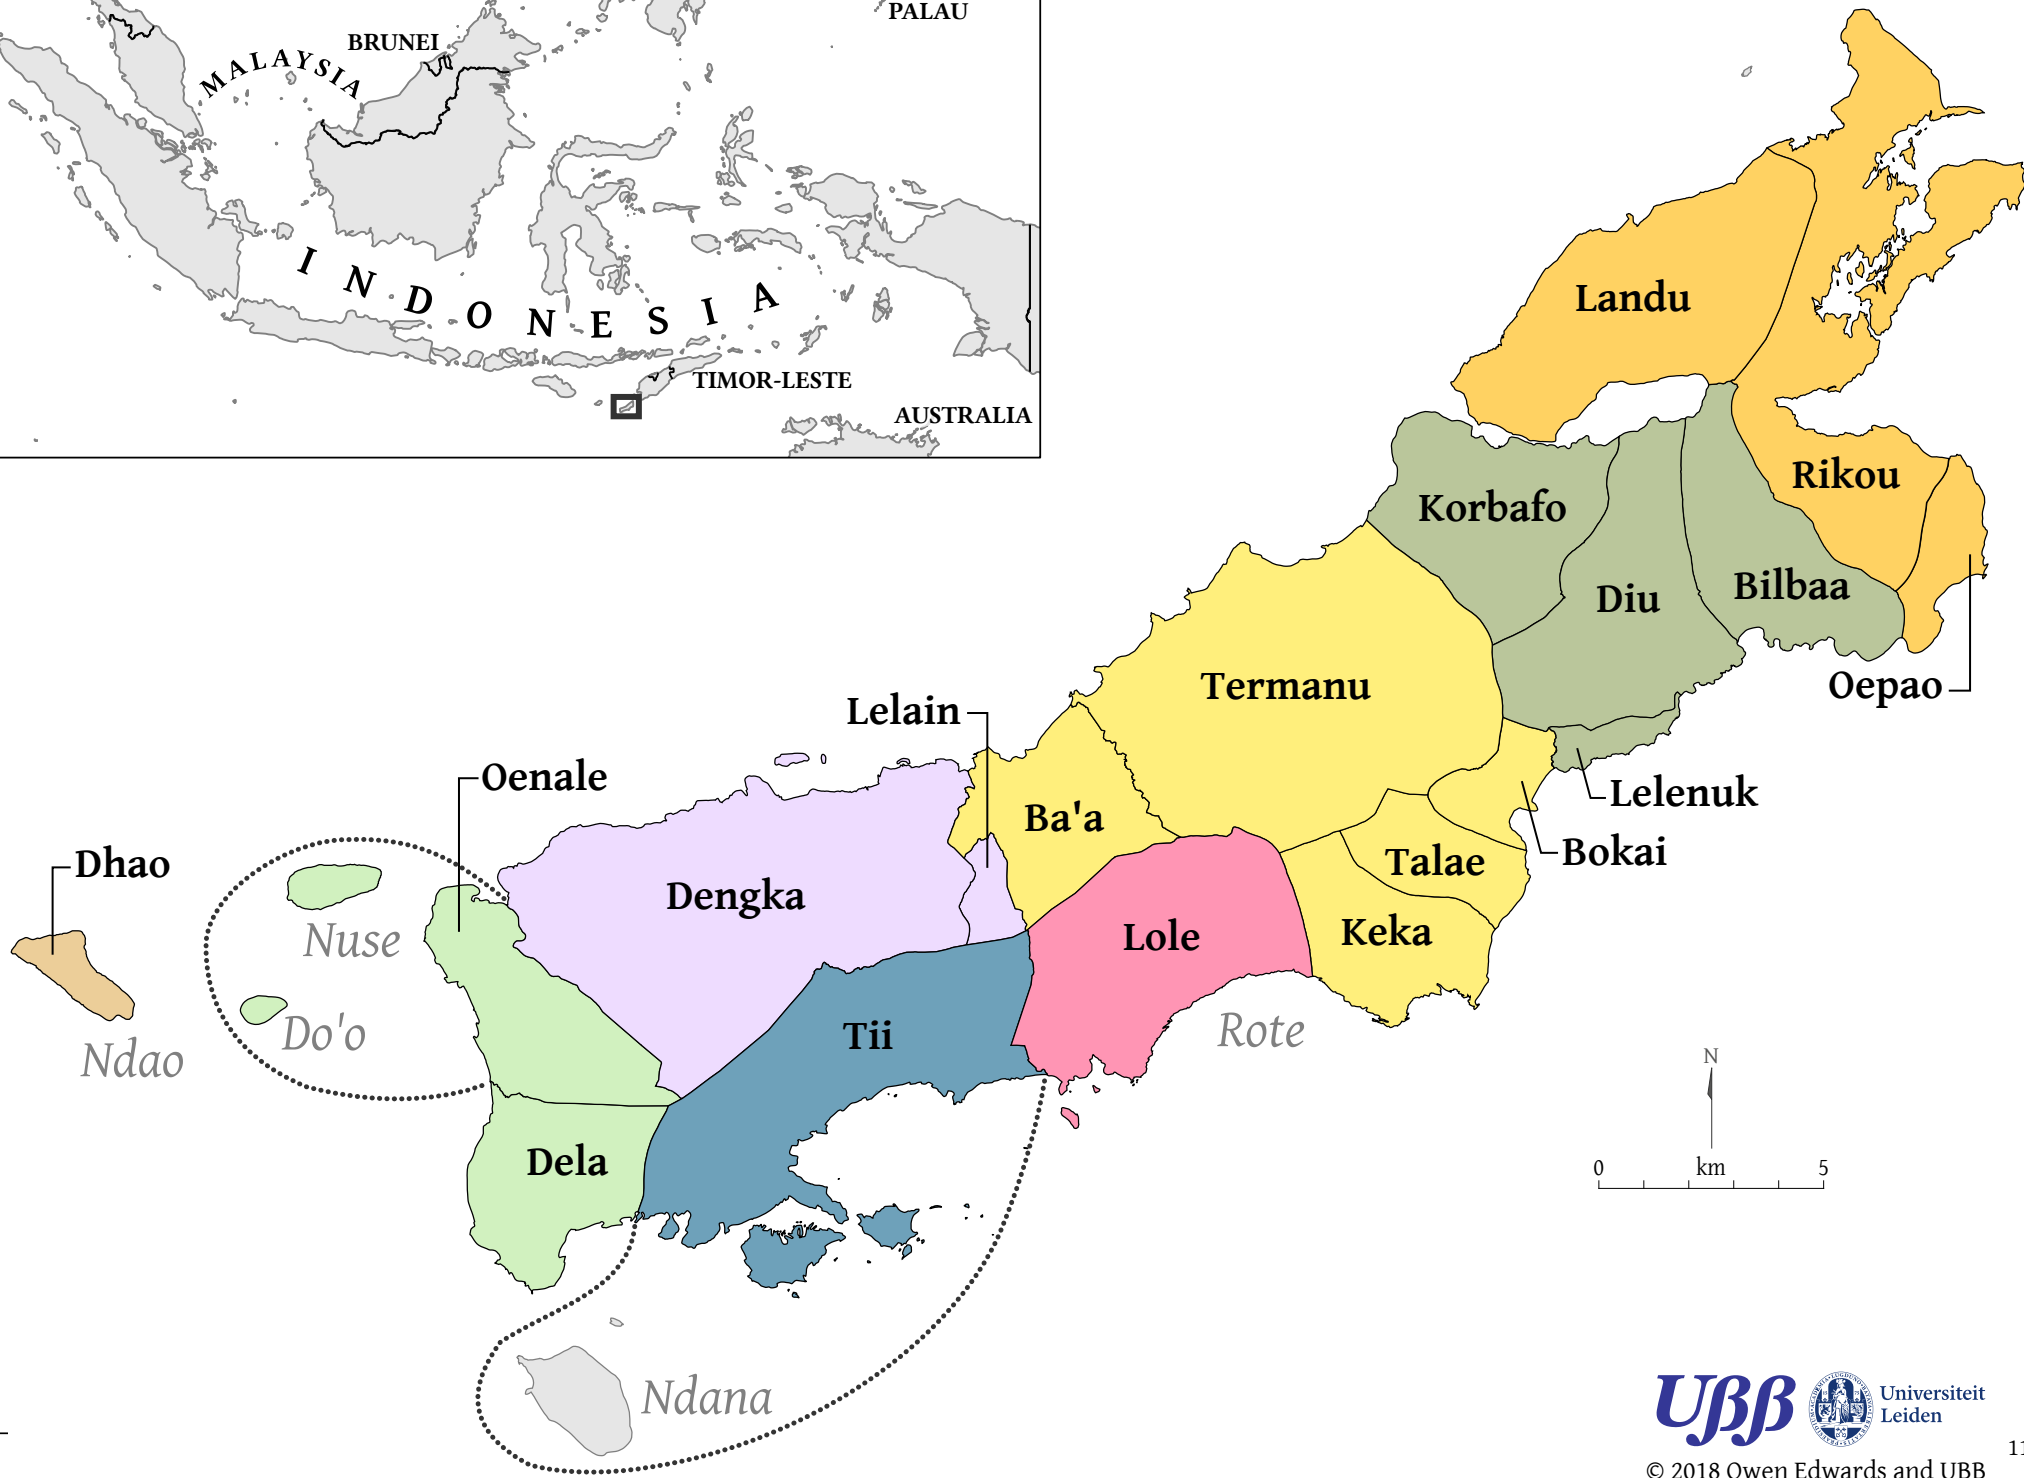 PALAU
BRUNEI
MALAYSIA
INDONESIA
TIMOR-LESTE
AUSTRALIA
Landu
Rikou
Korbafo
Diu
Bilbaa
Oepao
Termanu
Lelain
Oenale
Lelenuk
Ba'a
Bokai
Talae
Dhao
Dengka
Nuse
Lole
Keka
Do'o
Ndao
Tii
Rote
Dela
N
0 km 5
Ndana
UBB
Universiteit
Leiden
11
© 2018 Owen Edwards and UBB